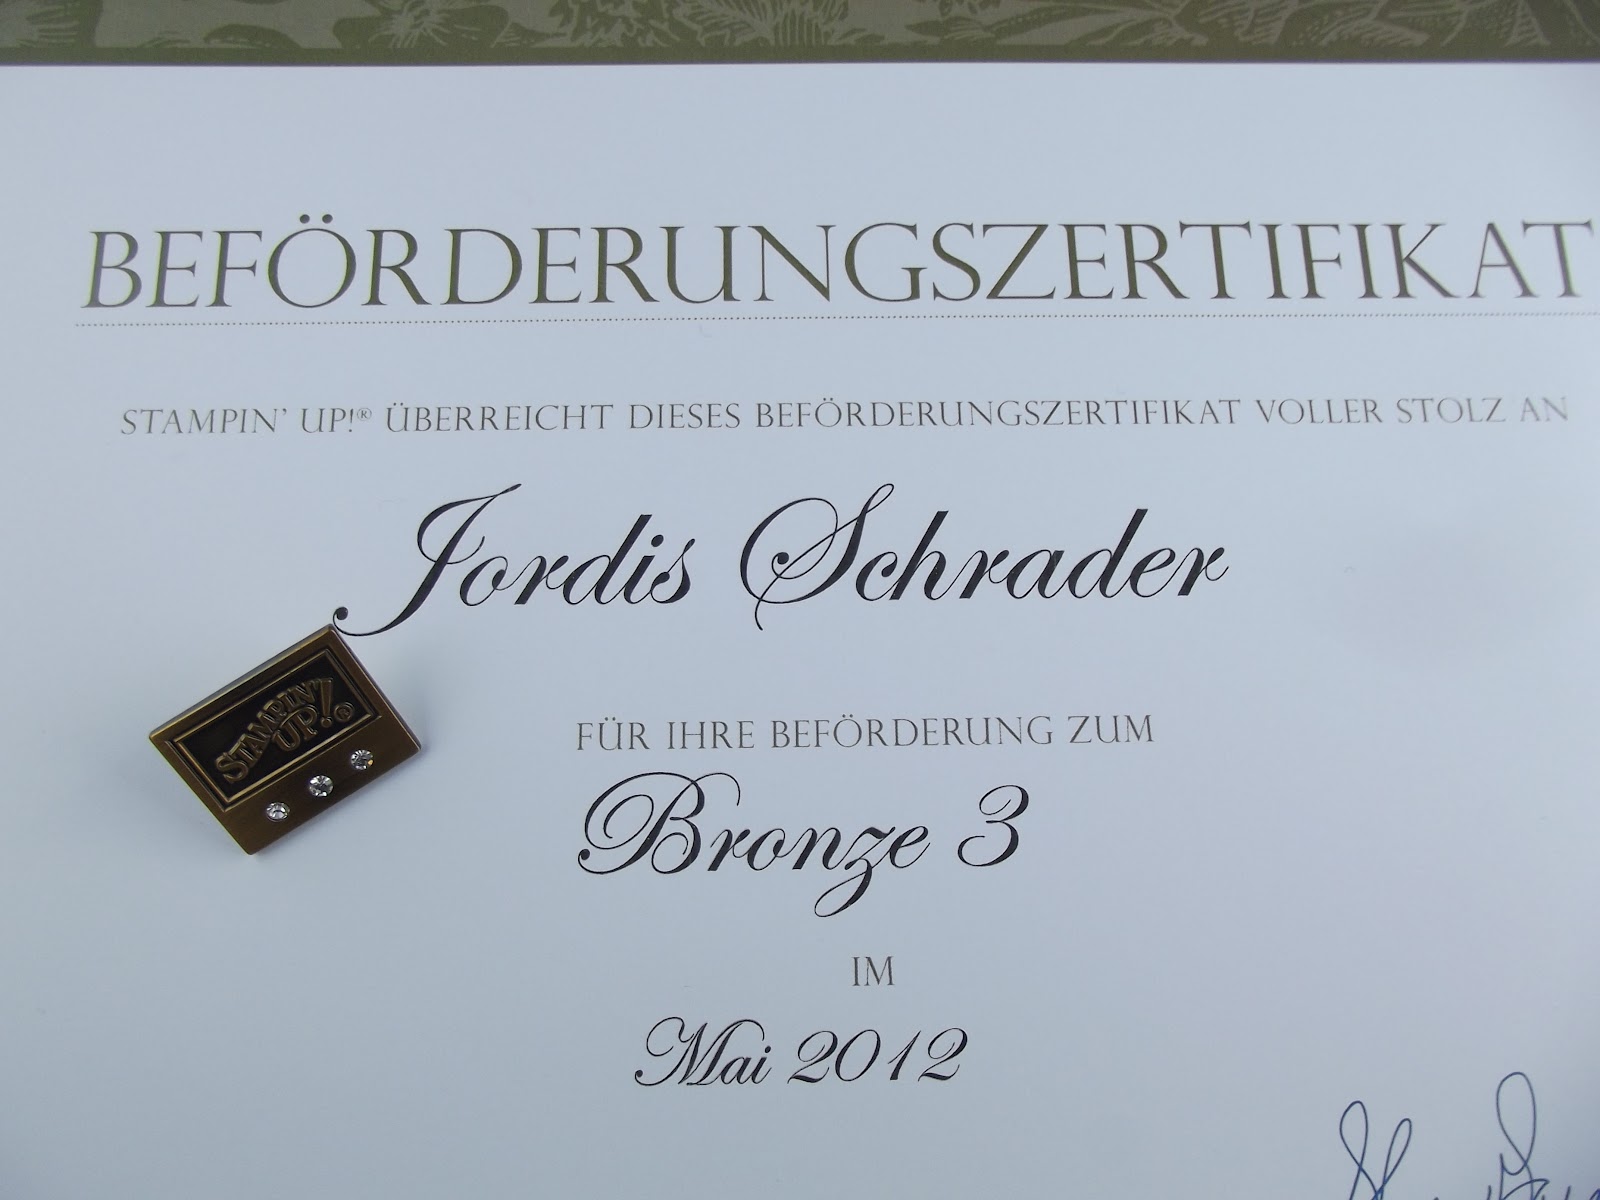 BEFÖRDERUNGSZERTIFIKAT
STAMPIN' UP!® ÜBERREICHT DIESES BEFÖRDERUNGSZERTIFIKAT VOLLER STOLZ AN
Jordis Schrader
STAMPIN'
UP!®
FÜR IHRE BEFÖRDERUNG ZUM
Bronze 3
IM
Mai 2012